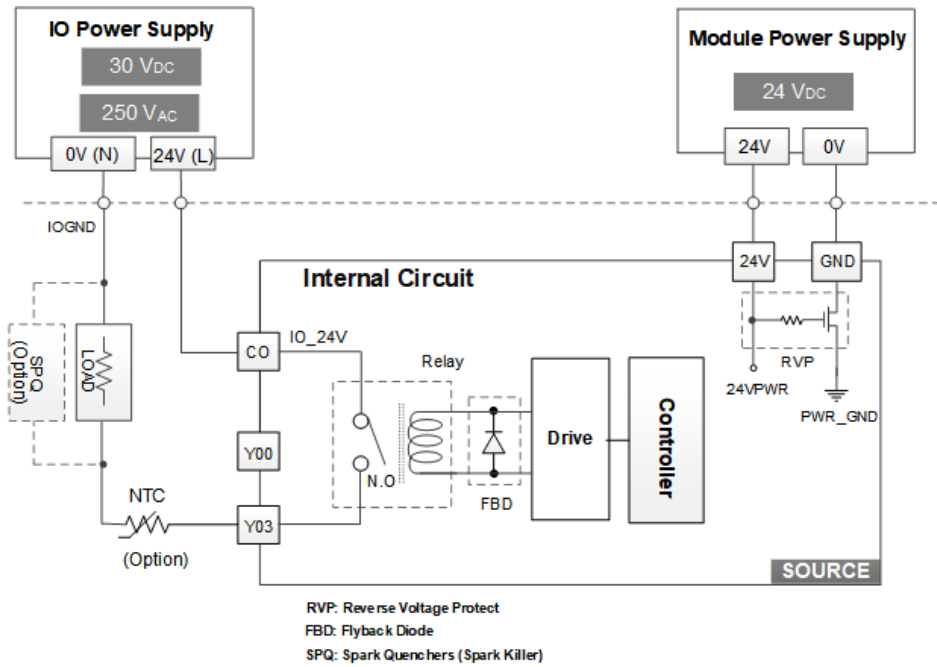 IO Power Supply
30 VDC
250 VAC
0V (N)
24V (L)
Module Power Supply
24 VDC
24V
0V
IOGND
Internal Circuit
24V
GND
SPQ
(Option)
LOAD
CO
IO_24V
Relay
RVP
24VPWR
PWR_GND
Y00
N.O
FBD
Drive
Controller
NTC
(Option)
Y03
SOURCE
RVP: Reverse Voltage Protect
FBD: Flyback Diode
SPQ: Spark Quenchers (Spark Killer)